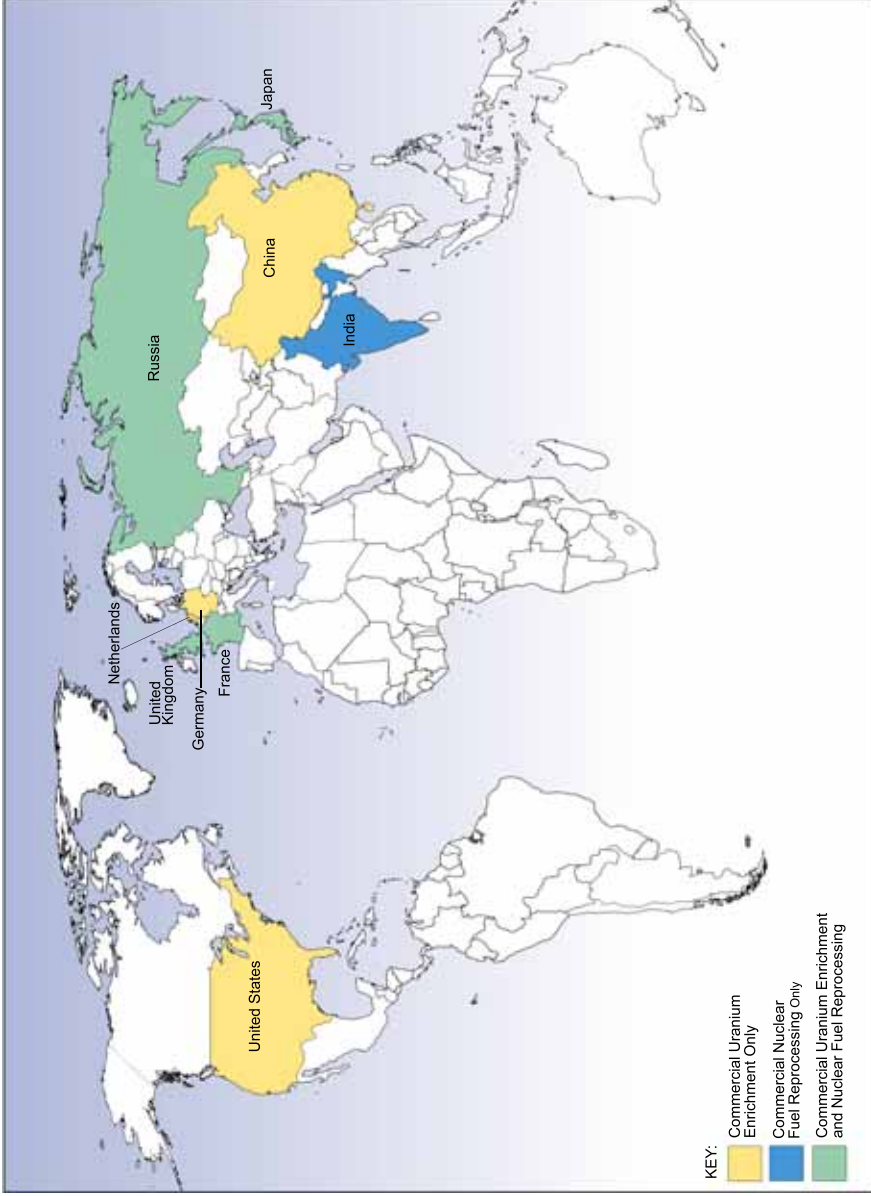 Netherlands
United
Kingdom
Germany
France
Russia
Japan
China
India
United States
KEY:
Commercial Uranium
Enrichment Only
Commercial Nuclear
Fuel Reprocessing Only
Commercial Uranium Enrichment
and Nuclear Fuel Reprocessing